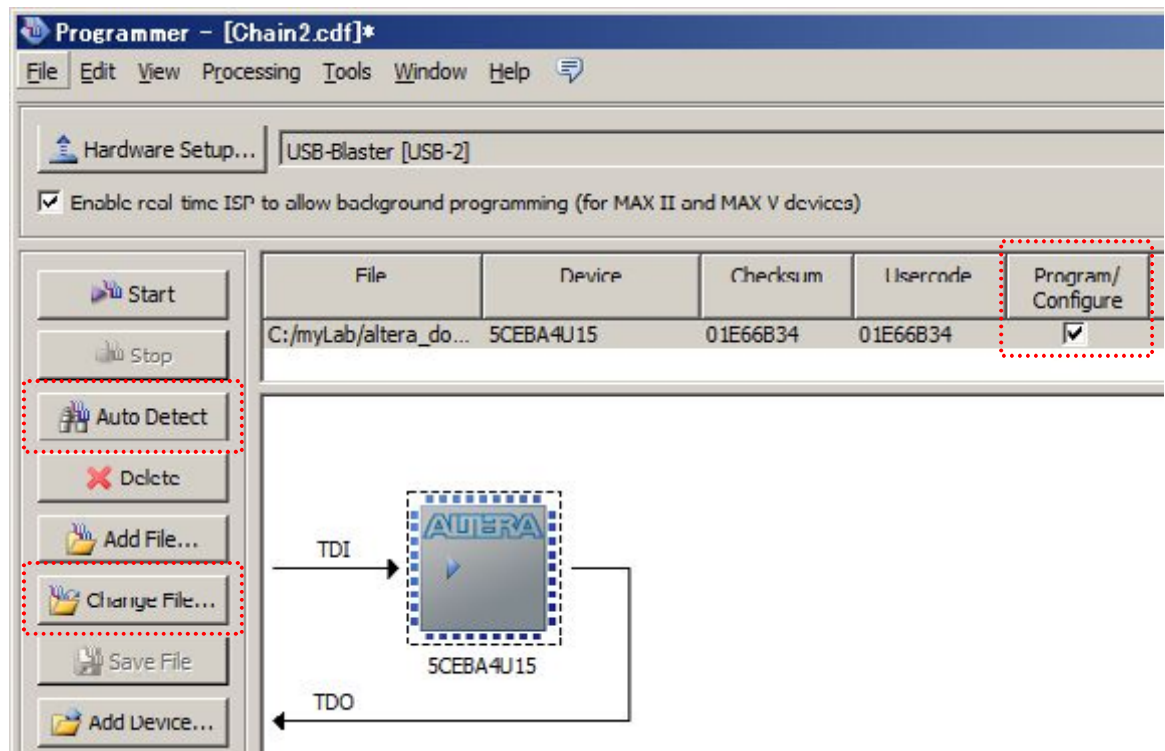 Programmer - [Chain2.cdf]*
File Edit View Processing Tools Window Help
Hardware Setup... USB-Blaster [USB-2]
Enable real-time ISP to allow background programming (for MAX II and MAX V devices)
File Device Checksum Usercode Program/
Configure
C:/myLab/altera_do... 5CEBA4U15 01E66B34 01E66B34
Start
Stop
Auto Detect
Delete
Add File...
Change File...
Save File
Add Device...
TDI
ALTERA
5CEBA4U15
TDO